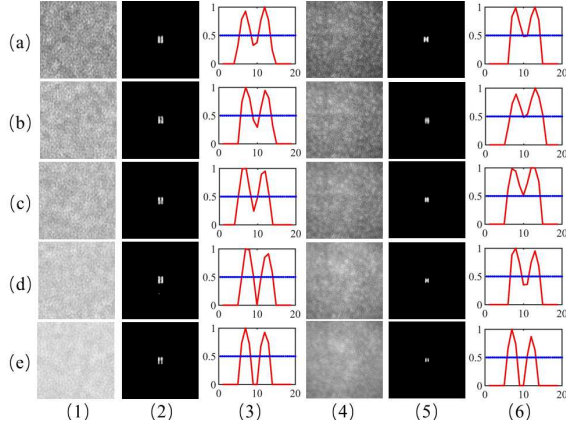 (a) 1 0.5 0 0 10 20 1 0.5 0 0 10 20
(b) 1 0.5 0 0 10 20 1 0.5 0 0 10 20
(c) 1 0.5 0 0 10 20 1 0.5 0 0 10 20
(d) 1 0.5 0 0 10 20 1 0.5 0 0 10 20
(e) 1 0.5 0 0 10 20 1 0.5 0 0 10 20
(1) (2) (3) (4) (5) (6)